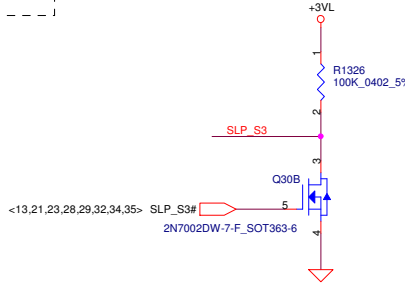 +3VL
1
R1326
100K_0402_5%
2
SLP_S3
3
Q30B
<13,21,23,28,29,32,34,35> SLP_S3# 5
2N7002DW-7-F_SOT363-6
4